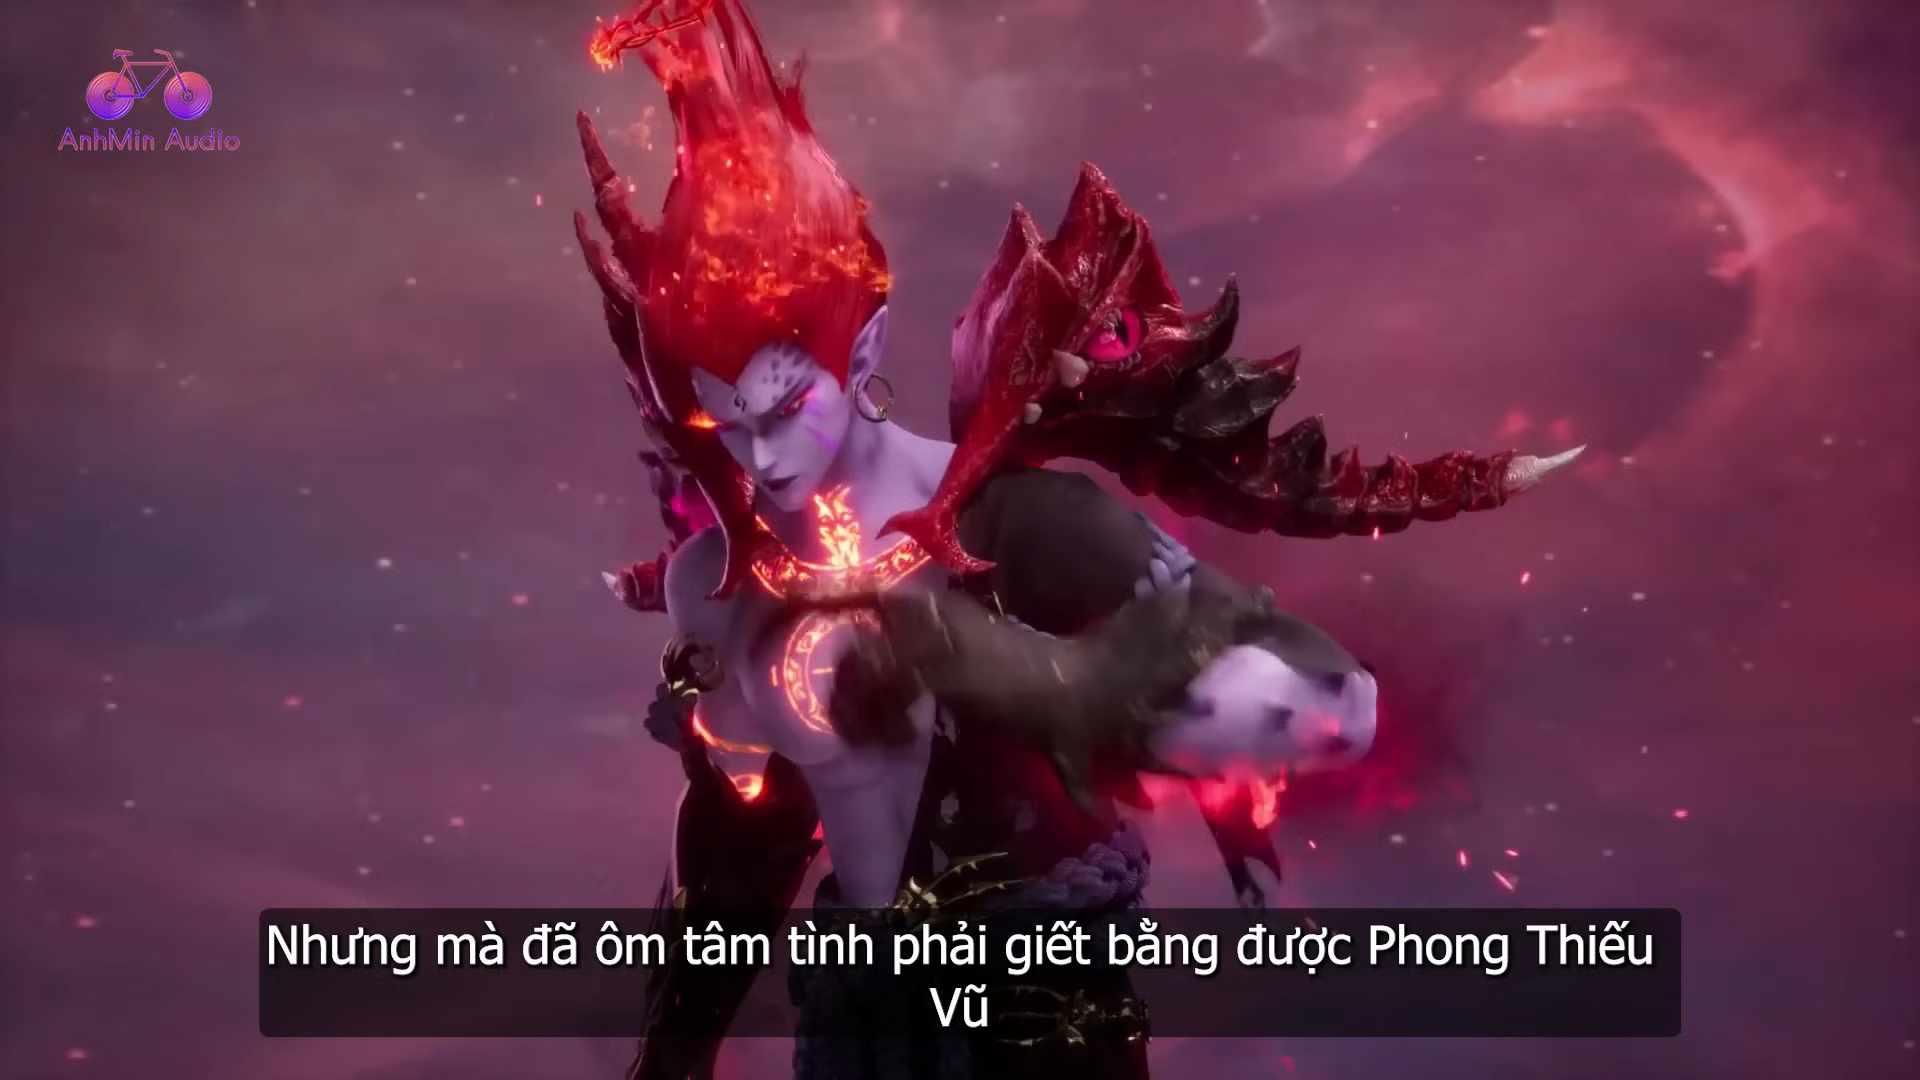 AnhMin Audio
Nhưng mà đã ôm tâm tình phải giết bằng được Phong Thiếu
Vũ